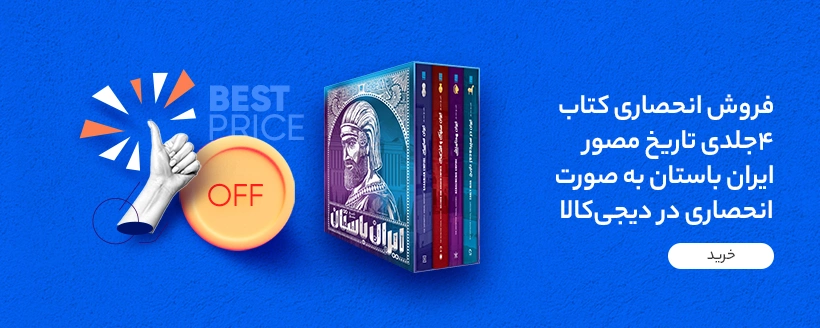 فروش انحصاری کتاب
۴جلدی تاریخ مصور
ایران باستان به صورت
انحصاری در دیجی‌کالا
خرید
BEST
PRICE
OFF
ایران باستان